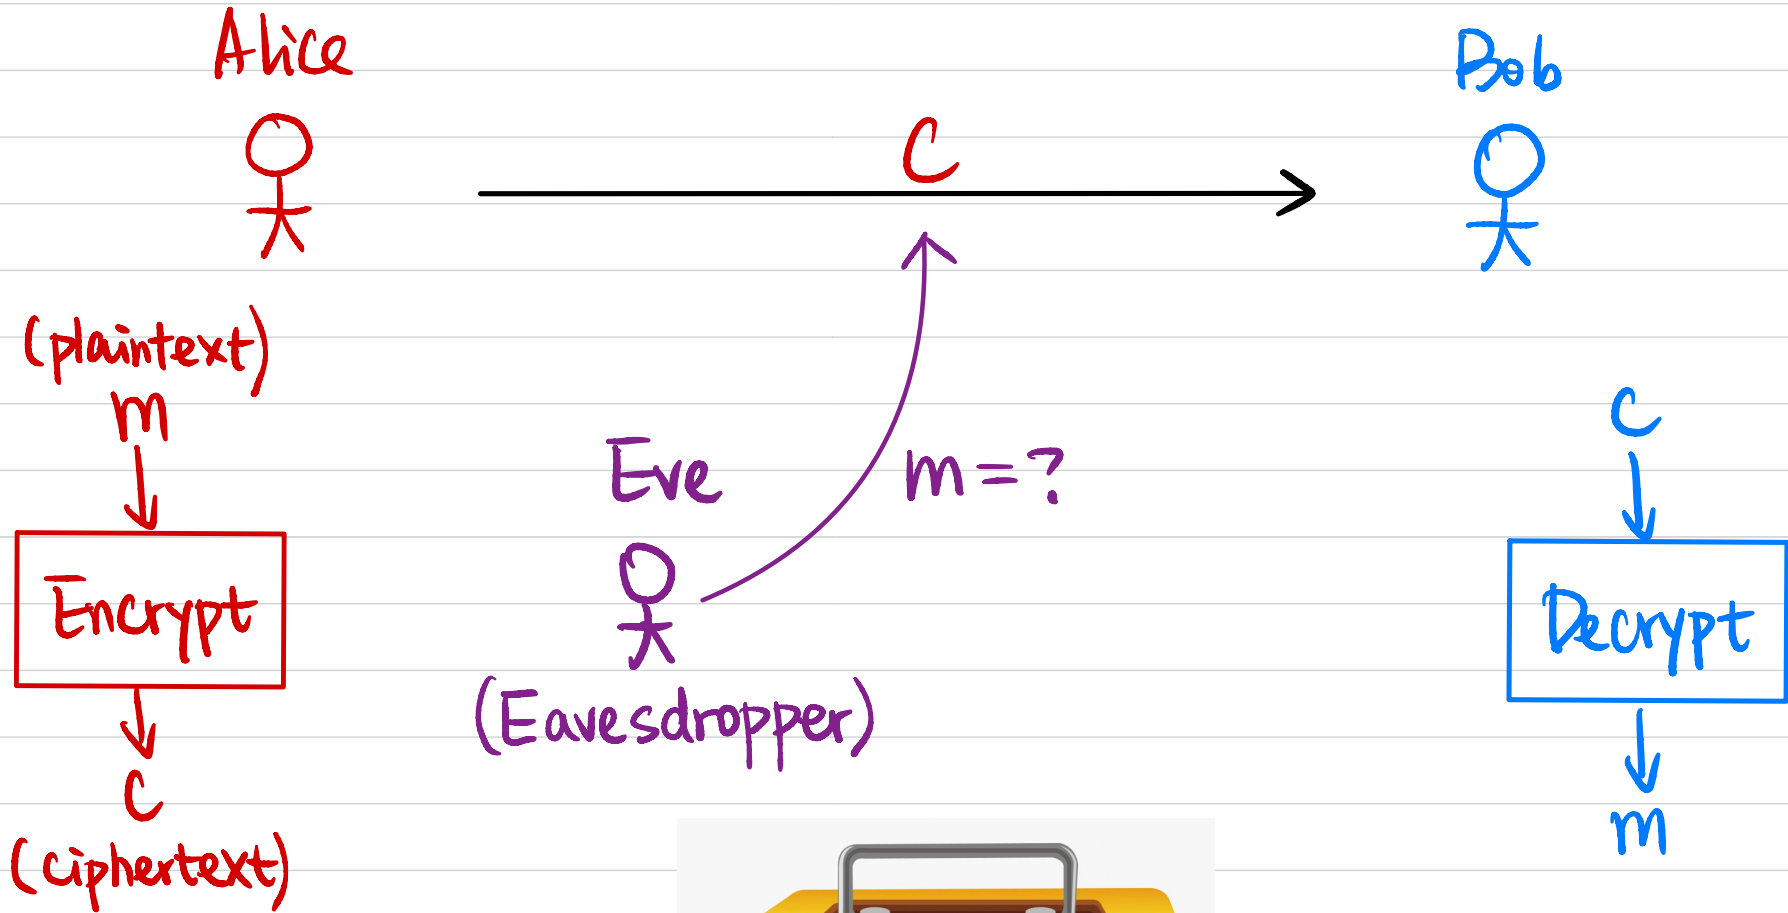 Alice
Bob
C
(plaintext)
m
Encrypt
C
(ciphertext)
Eve
m=?
(Eavesdropper)
C
Decrypt
m